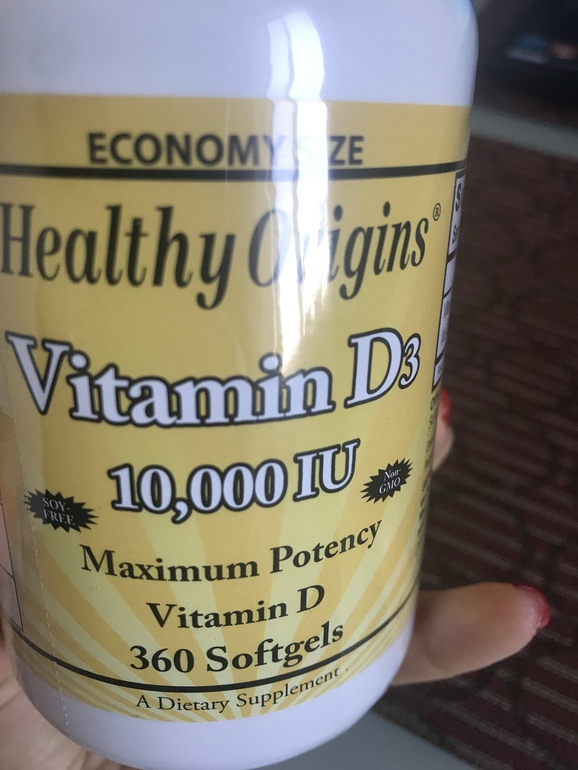 ECONOMY SIZE
Healthy Origins®
Vitamin D3
10,000 IU
SOY-
FREE
Non-
GMO
Maximum Potency
Vitamin D
360 Softgels
A Dietary Supplement